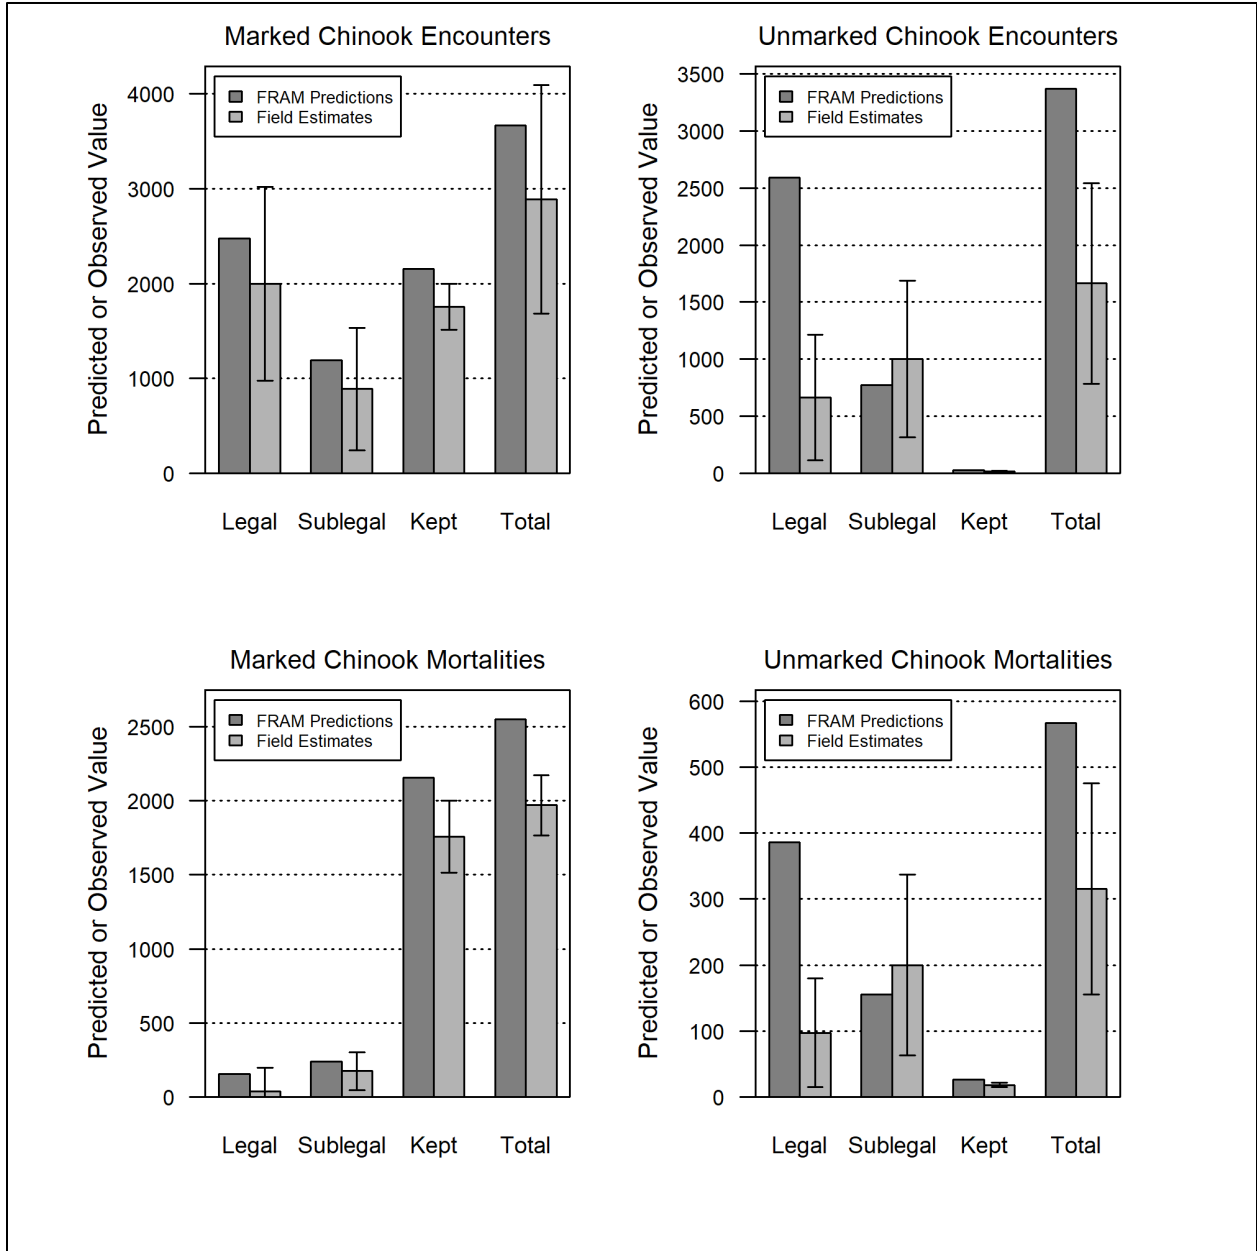 Marked Chinook Encounters
Predicted or Observed Value
4000
3000
2000
1000
0
FRAM Predictions
Field Estimates
Legal Sublegal Kept Total
Unmarked Chinook Encounters
Predicted or Observed Value
3500
3000
2500
2000
1500
1000
500
0
FRAM Predictions
Field Estimates
Legal Sublegal Kept Total
Marked Chinook Mortalities
Predicted or Observed Value
2500
2000
1500
1000
500
0
FRAM Predictions
Field Estimates
Legal Sublegal Kept Total
Unmarked Chinook Mortalities
Predicted or Observed Value
600
500
400
300
200
100
0
FRAM Predictions
Field Estimates
Legal Sublegal Kept Total